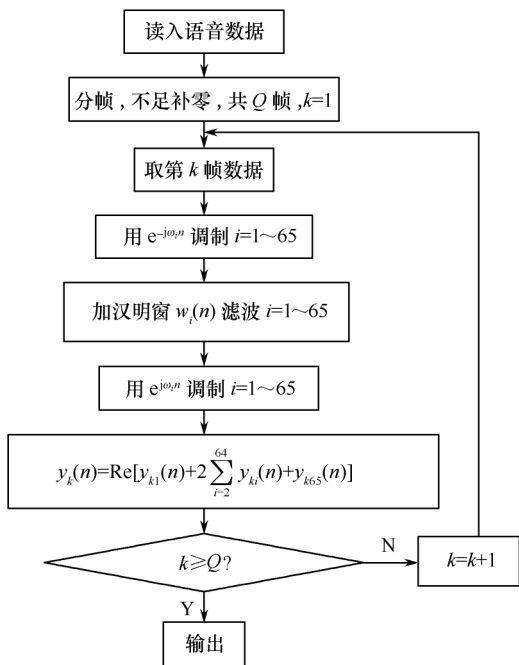 读入语音数据
分帧，不足补零，共 Q 帧，k=1
取第 k 帧数据
用 e^{-jω_i n} 调制 i=1～65
加汉明窗 w_i(n) 滤波 i=1～65
用 e^{jω_i n} 调制 i=1～65
y_k(n)=Re[y_{k1}(n)+2∑_{i=2}^{64} y_{ki}(n)+y_{k65}(n)]
k≥Q?
N
k=k+1
Y
输出